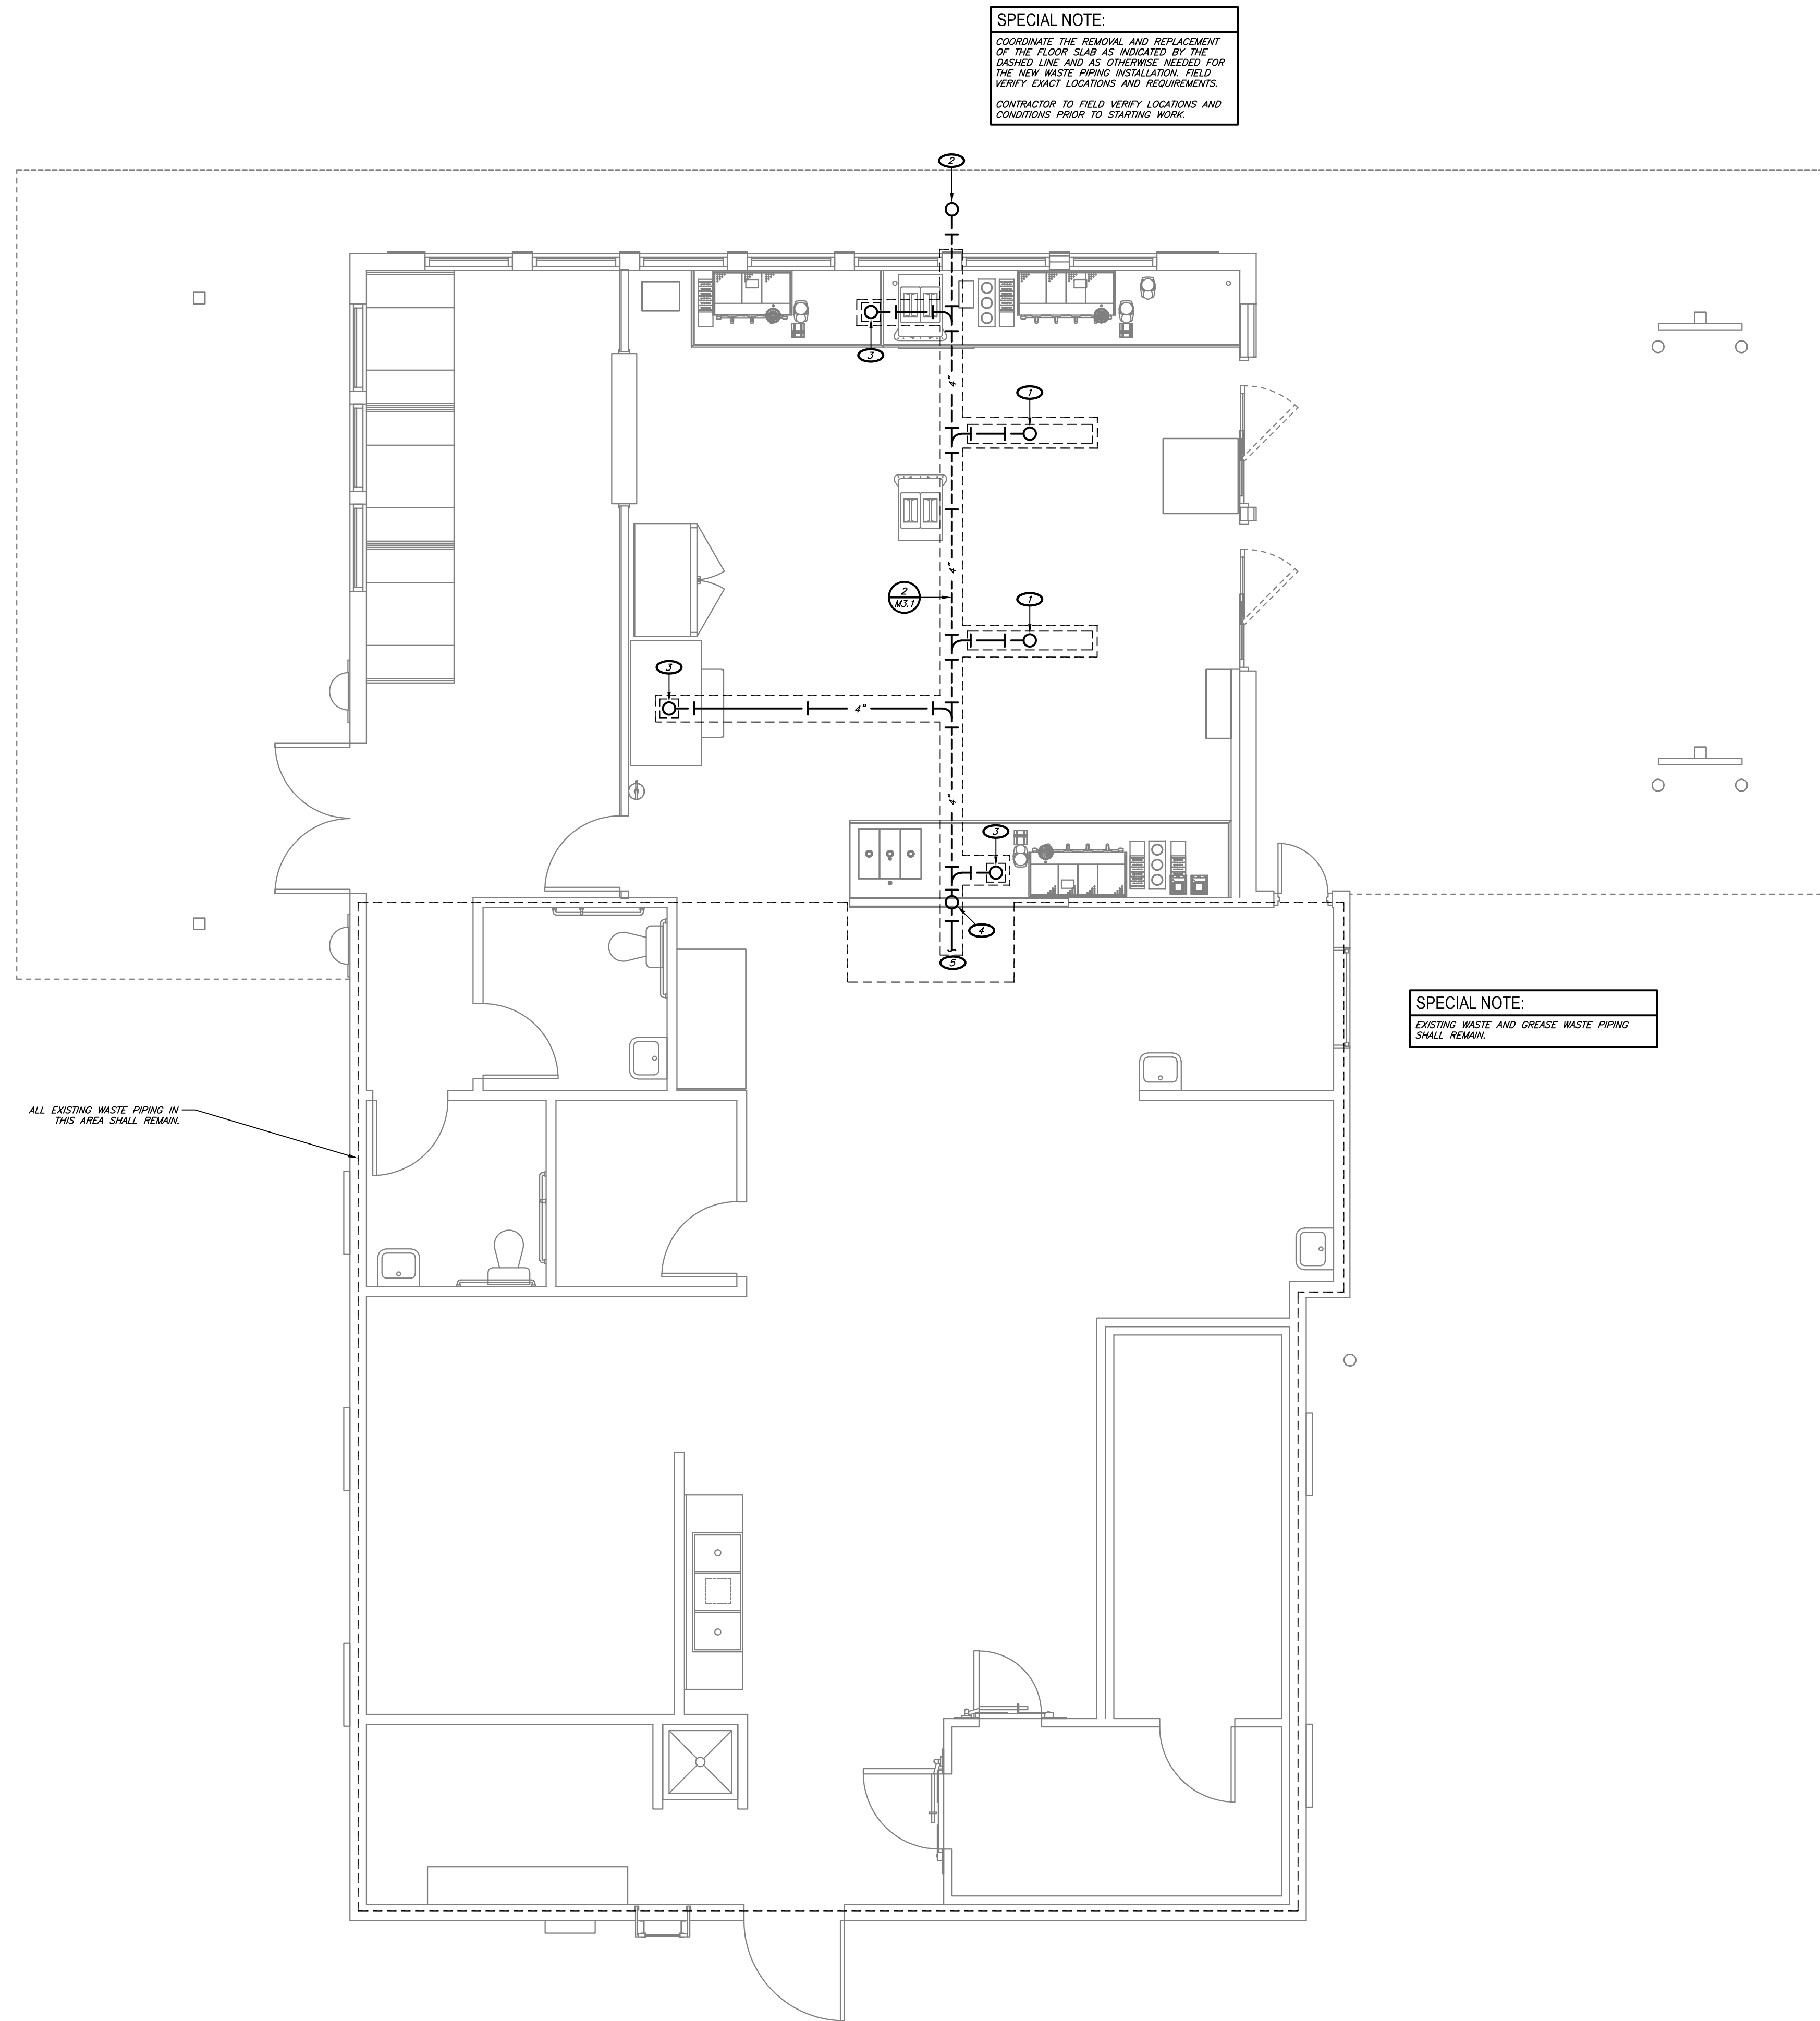 SPECIAL NOTE:
COORDINATE THE REMOVAL AND REPLACEMENT
OF THE FLOOR SLAB AS INDICATED BY THE
DASHED LINE AND AS OTHERWISE NEEDED FOR
THE NEW WASTE PIPING INSTALLATION. FIELD
VERIFY EXACT LOCATIONS AND REQUIREMENTS.
CONTRACTOR TO FIELD VERIFY LOCATIONS AND
CONDITIONS PRIOR TO STARTING WORK.
2
3
4"
1
4"
2
M3.1
1
3
4"
4"
3
4
5
SPECIAL NOTE:
EXISTING WASTE AND GREASE WASTE PIPING
SHALL REMAIN.
ALL EXISTING WASTE PIPING IN
THIS AREA SHALL REMAIN.